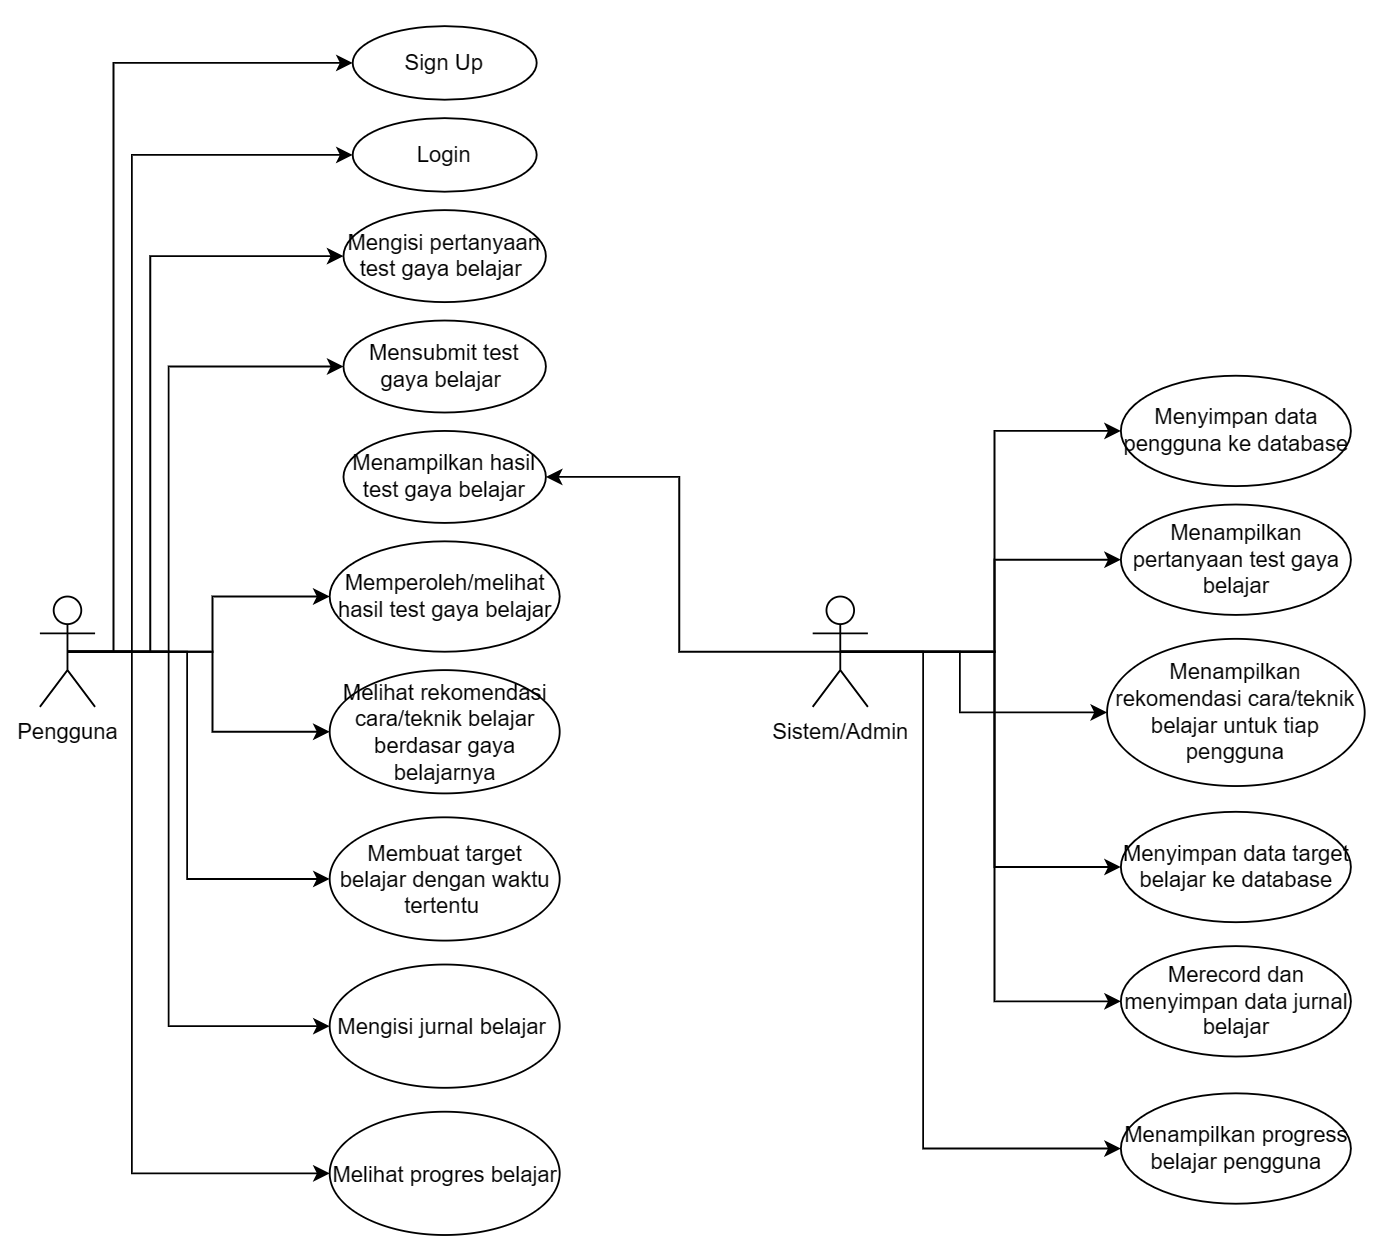 Sign Up
Login
Mengisi pertanyaan
test gaya belajar
Mensubmit test
gaya belajar
Menampilkan hasil
test gaya belajar
Memperoleh/melihat
hasil test gaya belajar
Melihat rekomendasi
cara/teknik belajar
berdasar gaya
belajarnya
Membuat target
belajar dengan waktu
tertentu
Mengisi jurnal belajar
Melihat progres belajar
Pengguna
Sistem/Admin
Menyimpan data
pengguna ke database
Menampilkan
pertanyaan test gaya
belajar
Menampilkan
rekomendasi cara/teknik
belajar untuk tiap
pengguna
Menyimpan data target
belajar ke database
Merecord dan
menyimpan data jurnal
belajar
Menampilkan progress
belajar pengguna